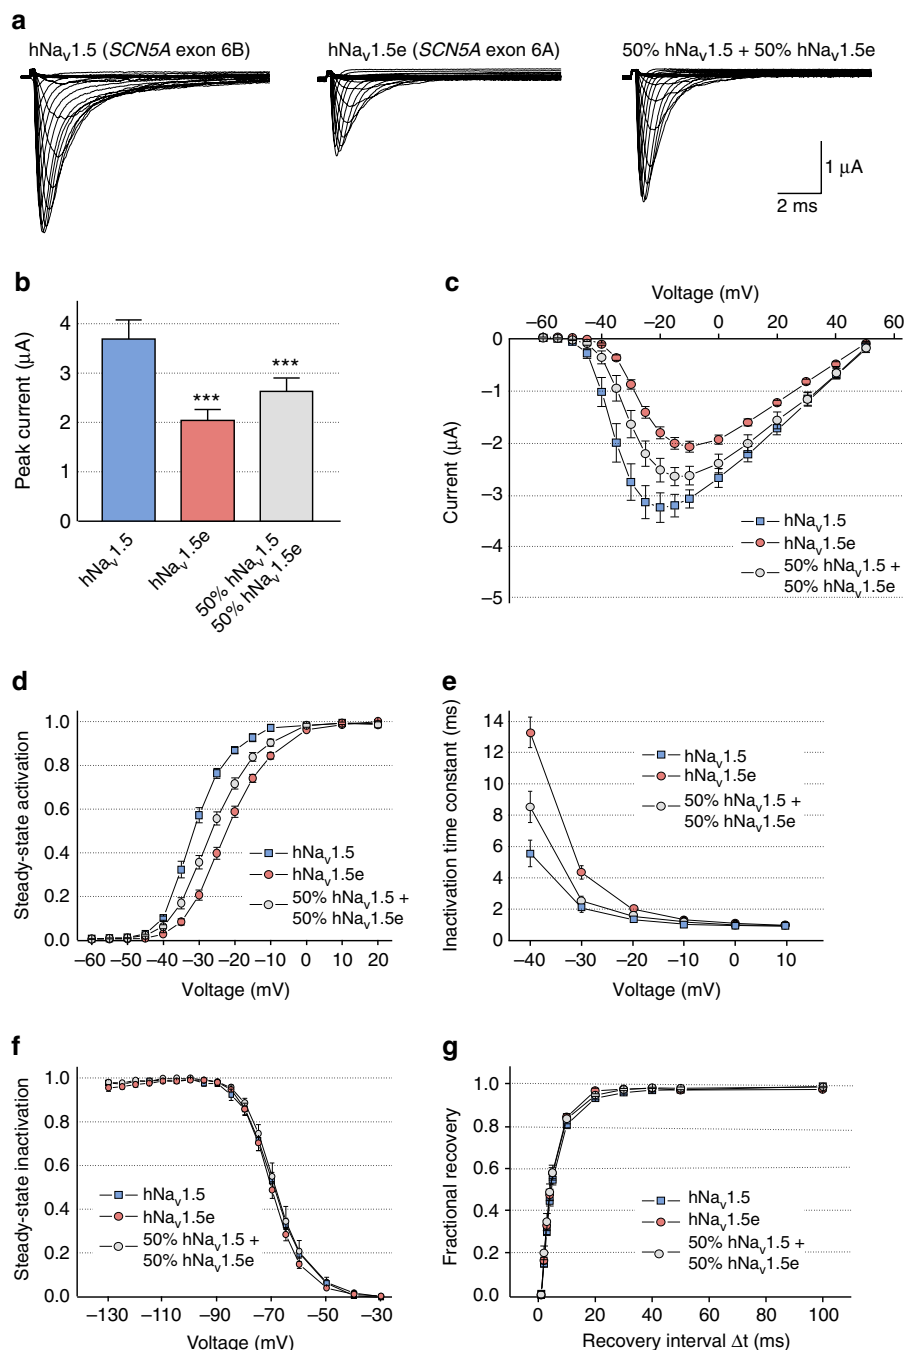 a
hNav1.5 (SCN5A exon 6B)
hNav1.5e (SCN5A exon 6A)
50% hNav1.5 + 50% hNav1.5e
1 μA
2 ms
b
Peak current (μA)
4
3
2
1
0
***
***
hNav1.5
hNav1.5e
50% hNav1.5
50% hNav1.5e
c
Voltage (mV)
−60 −40 −20 0 20 40 60
0
−1
−2
−3
−4
−5
Current (μA)
hNav1.5
hNav1.5e
50% hNav1.5 +
50% hNav1.5e
d
Steady-state activation
1.0
0.8
0.6
0.4
0.2
0.0
hNav1.5
hNav1.5e
50% hNav1.5 +
50% hNav1.5e
−60 −50 −40 −30 −20 −10 0 10 20
Voltage (mV)
e
Inactivation time constant (ms)
14
12
10
8
6
4
2
0
hNav1.5
hNav1.5e
50% hNav1.5 +
50% hNav1.5e
−40 −30 −20 −10 0 10
Voltage (mV)
f
Steady-state inactivation
1.0
0.8
0.6
0.4
0.2
0.0
hNav1.5
hNav1.5e
50% hNav1.5 +
50% hNav1.5e
−130 −110 −90 −70 −50 −30
Voltage (mV)
g
Fractional recovery
1.0
0.8
0.6
0.4
0.2
0.0
hNav1.5
hNav1.5e
50% hNav1.5 +
50% hNav1.5e
0 20 40 60 80 100
Recovery interval Δt (ms)